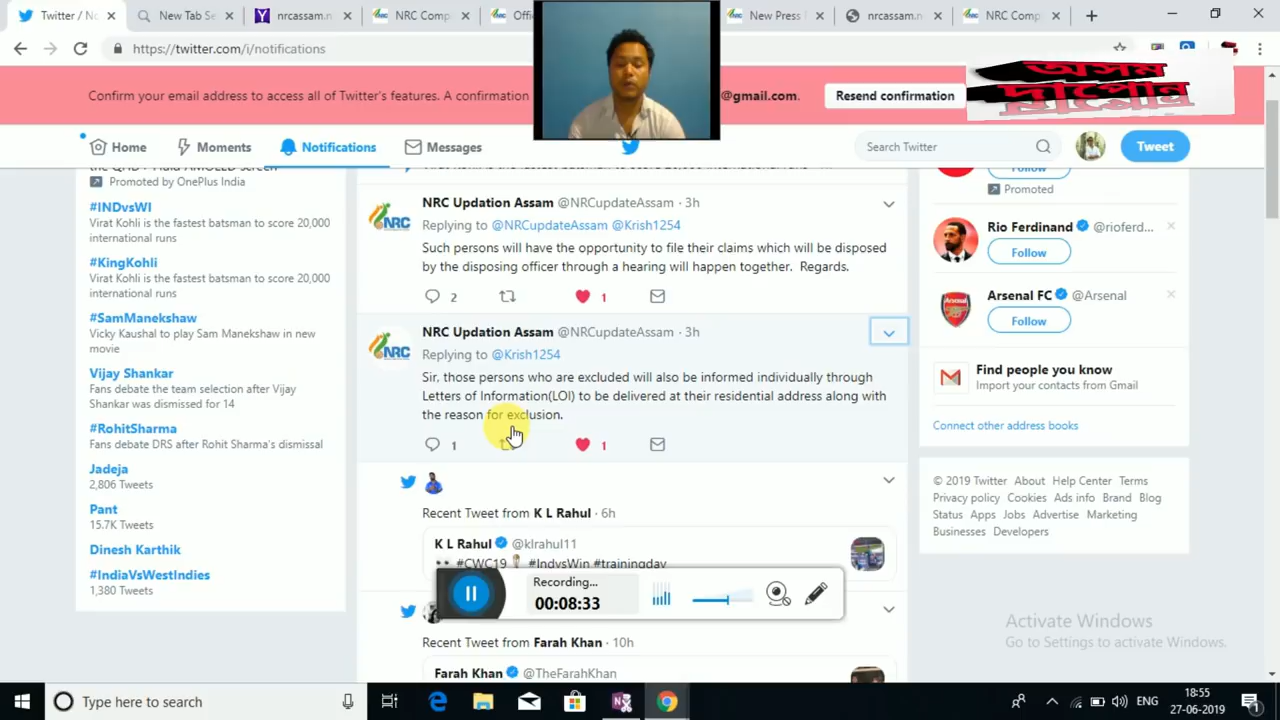 Twitter / N
New Tab Se
nrcassam.n
NRC Comp
Offi
New Press
nrcassam.n
NRC Comp
https://twitter.com/i/notifications
Confirm your email address to access all of Twitter's features. A confirmation
@gmail.com.
Resend confirmation
অসম
দাপোন
Home
Moments
Notifications
Messages
Search Twitter
Tweet
Promoted by OnePlus India
#INDvsWI
Virat Kohli is the fastest batsman to score 20,000
international runs
#KingKohli
Virat Kohli is the fastest batsman to score 20,000
international runs
#SamManekshaw
Vicky Kaushal to play Sam Manekshaw in new
movie
Vijay Shankar
Fans debate the team selection after Vijay
Shankar was dismissed for 14
#RohitSharma
Fans debate DRS after Rohit Sharma's dismissal
Jadeja
2,806 Tweets
Pant
15.7K Tweets
Dinesh Karthik
#IndiaVsWestIndies
1,380 Tweets
NRC Updation Assam @NRCupdateAssam · 3h
Replying to @NRCupdateAssam @Krish1254
Such persons will have the opportunity to file their claims which will be disposed
by the disposing officer through a hearing will happen together. Regards.
2
1
NRC Updation Assam @NRCupdateAssam · 3h
Replying to @Krish1254
Sir, those persons who are excluded will also be informed individually through
Letters of Information(LOI) to be delivered at their residential address along with
the reason for exclusion.
1
1
Recent Tweet from K L Rahul · 6h
K L Rahul @klrahul11
#CWC19 #IndvsWin #trainingday
Recording...
00:08:33
Recent Tweet from Farah Khan · 10h
Farah Khan @TheFarahKhan
Follow
Promoted
Rio Ferdinand @rioferd...
Follow
Arsenal FC @Arsenal
Follow
Find people you know
Import your contacts from Gmail
Connect other address books
© 2019 Twitter About Help Center Terms
Privacy policy Cookies Ads info Brand Blog
Status Apps Jobs Advertise Marketing
Businesses Developers
Activate Windows
Go to Settings to activate Windows.
Type here to search
ENG
18:55
27-06-2019
1